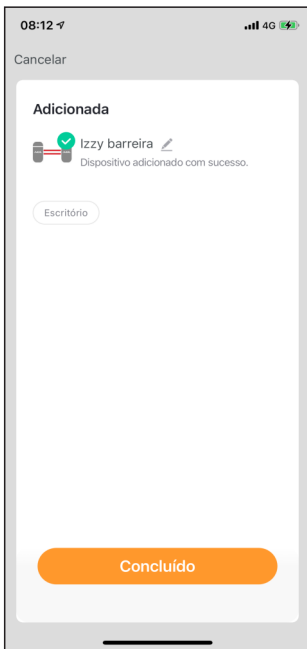 08:12
4G
Cancelar
Adicionada
Izzy barreira
Dispositivo adicionado com sucesso.
Escritório
Concluído